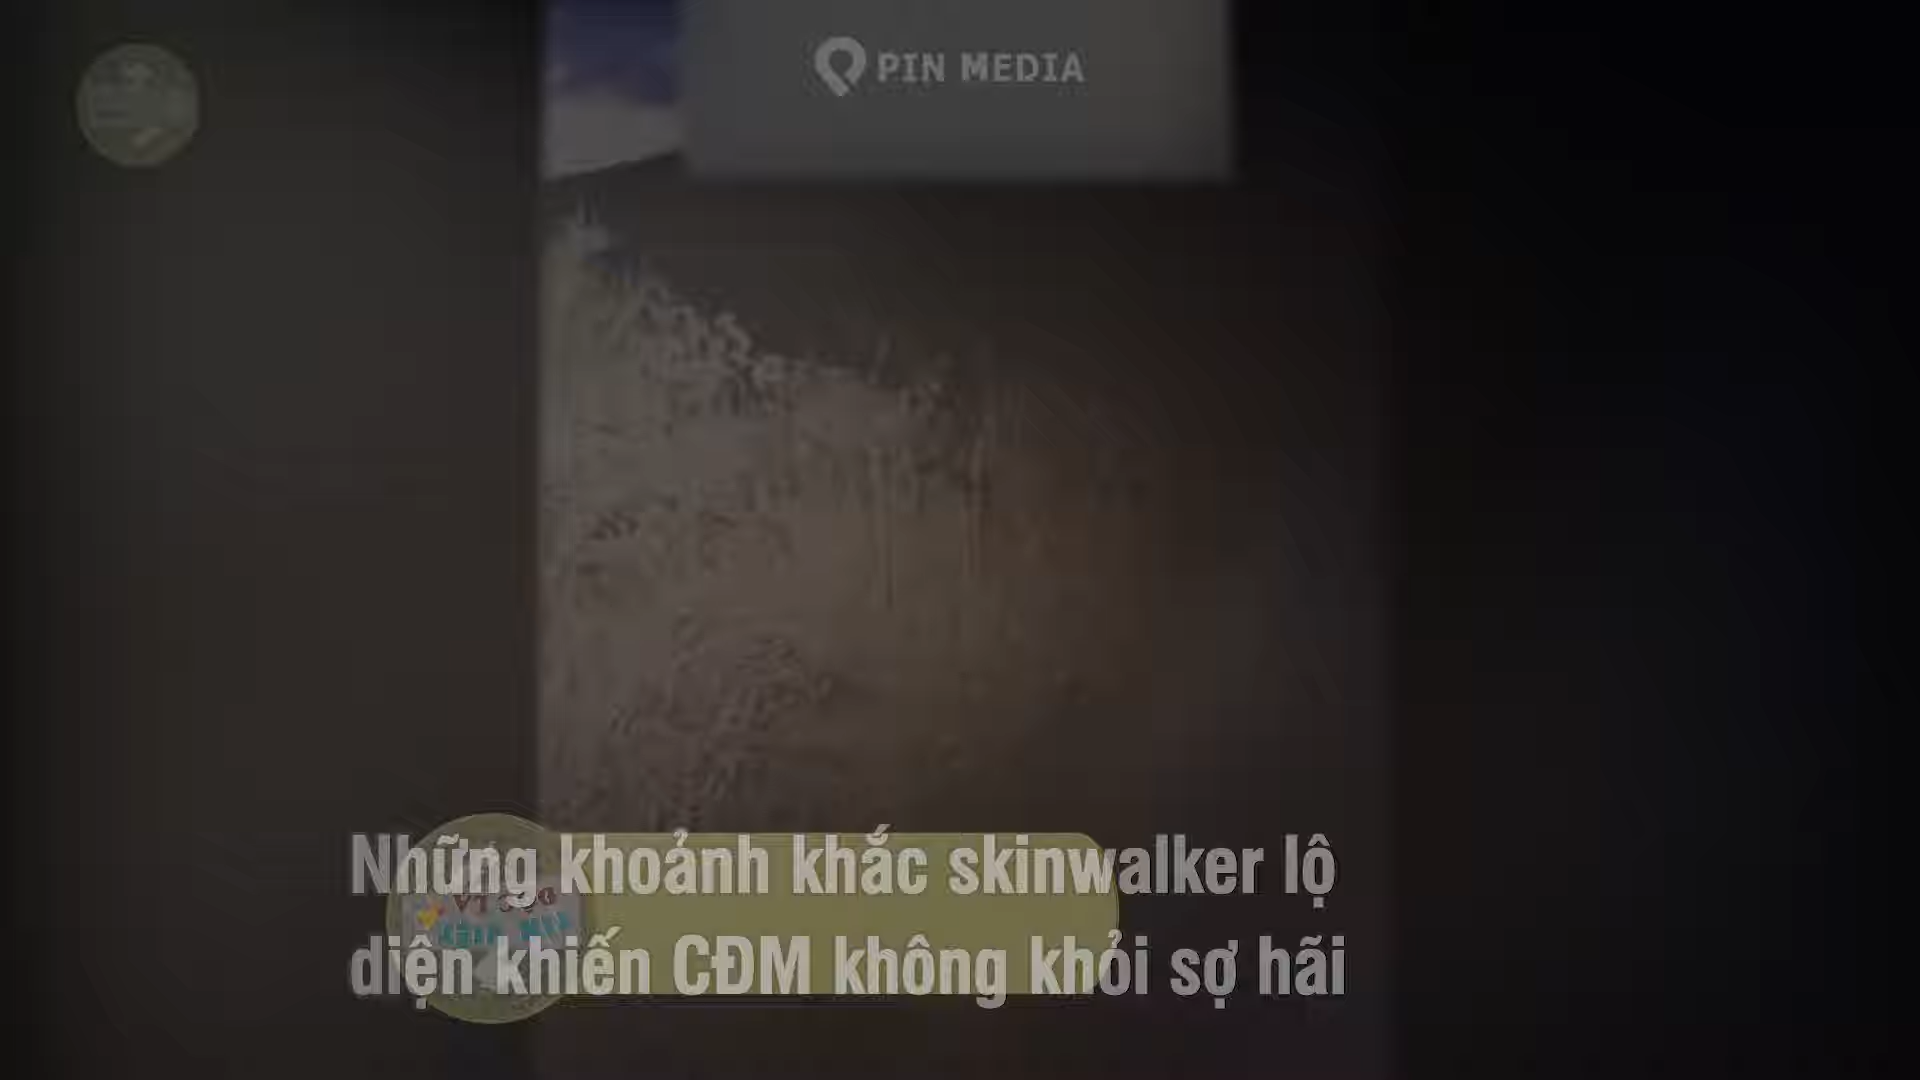 PIN MEDIA
Những khoảnh khắc skinwalker lộ
diện khiến CĐM không khỏi sợ hãi